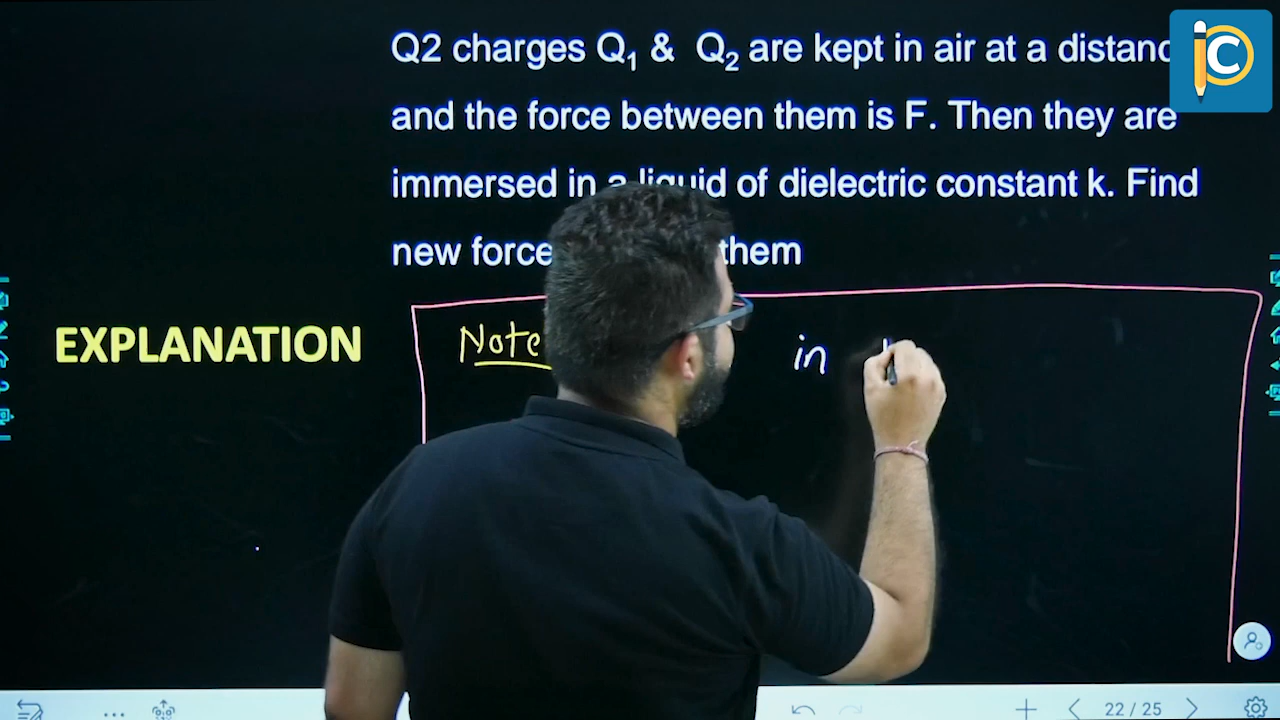 Q2 charges Q₁ & Q₂ are kept in air at a
and the force between them is F. Then they are
immersed in a liquid of dielectric constant k. Find
new force them
EXPLANATION
Note
in
22 / 25